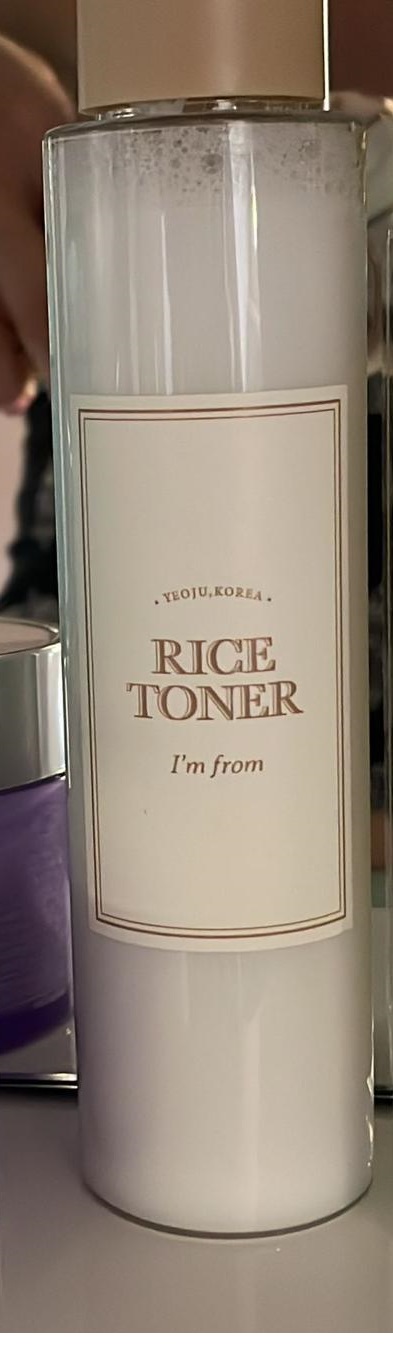 · YEOJU,KOREA ·
RICE
TONER
I'm from